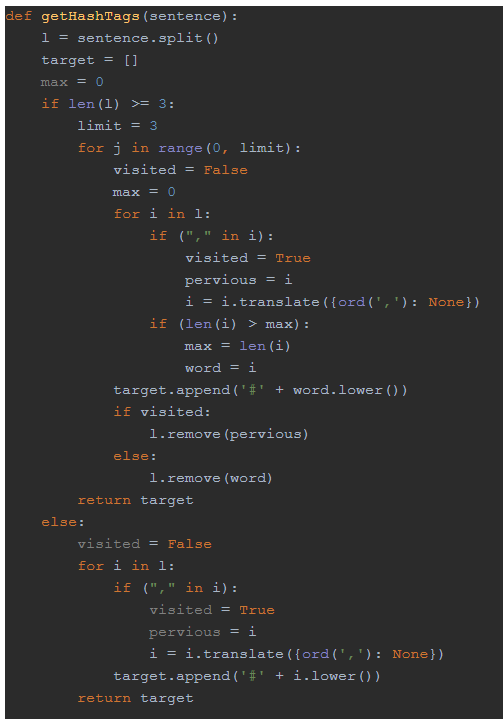 def getHashTags(sentence):
    l = sentence.split()
    target = []
    max = 0
    if len(l) >= 3:
        limit = 3
        for j in range(0, limit):
            visited = False
            max = 0
            for i in l:
                if ("," in i):
                    visited = True
                    pervious = i
                    i = i.translate({ord(','): None})
                if (len(i) > max):
                    max = len(i)
                    word = i
            target.append('#' + word.lower())
            if visited:
                l.remove(pervious)
            else:
                l.remove(word)
        return target
    else:
        visited = False
        for i in l:
            if ("," in i):
                visited = True
                pervious = i
                i = i.translate({ord(','): None})
            target.append('#' + i.lower())
        return target